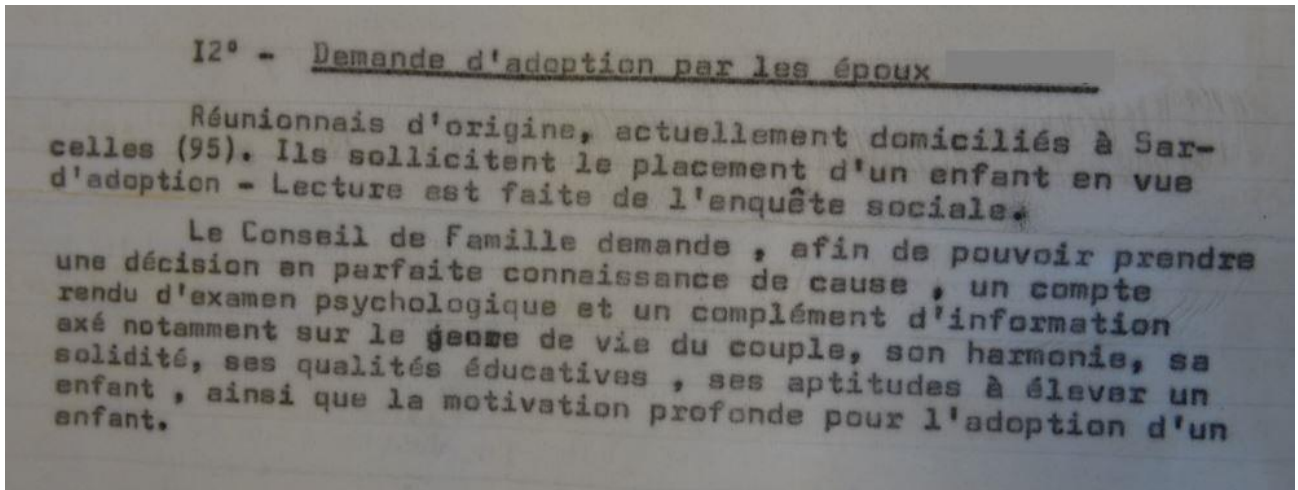 I2° - Demande d'adoption par les époux
Réunionnais d'origine, actuellement domiciliés à Sar-
celles (95). Ils sollicitent le placement d'un enfant en vue
d'adoption - Lecture est faite de l'enquête sociale.
Le Conseil de Famille demande , afin de pouvoir prendre
une décision en parfaite connaissance de cause , un compte
rendu d'examen psychologique et un complément d'information
axé notamment sur le de vie du couple, son harmonie, sa
solidité, ses qualités éducatives , ses aptitudes à élever un
enfant , ainsi que la motivation profonde pour l'adoption d'un
enfant.